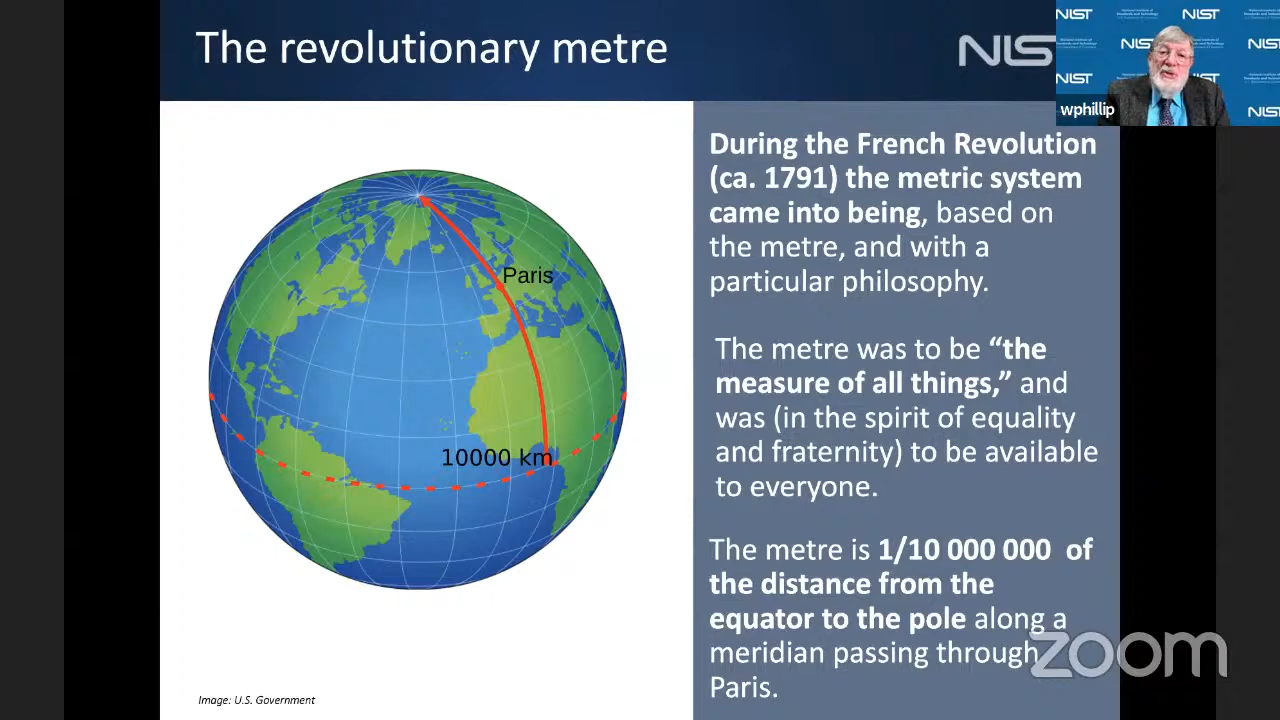 The revolutionary metre
NIS
NIST
NIST
NIST
NIST
NIST
NIST
NIST
wphillip
During the French Revolution
(ca. 1791) the metric system
came into being, based on
the metre, and with a
particular philosophy.
Paris
10000 km
The metre was to be “the
measure of all things,” and
was (in the spirit of equality
and fraternity) to be available
to everyone.
The metre is 1/10 000 000 of
the distance from the
equator to the pole along a
meridian passing through
Paris.
zoom
Image: U.S. Government